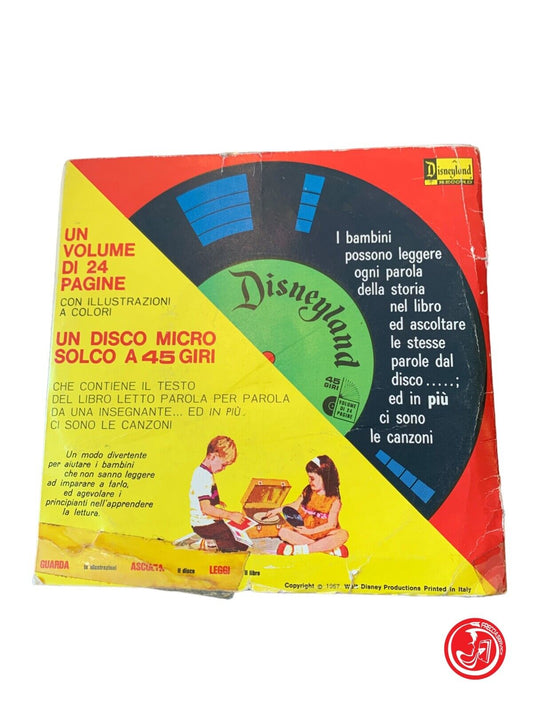 Disneyland
RECORD
UN
VOLUME
DI 24
PAGINE
CON ILLUSTRAZIONI
A COLORI
UN DISCO MICRO
SOLCO A 45 GIRI
CHE CONTIENE IL TESTO
DEL LIBRO LETTO PAROLA PER PAROLA
DA UNA INSEGNANTE... ED IN PIÙ
CI SONO LE CANZONI
Un modo divertente
per aiutare i bambini
che non sanno leggere
ad imparare a farlo,
ed agevolare i
principianti nell'apprendere
la lettura.
Disneyland
45
GIRI
VOLUME
DI 24
PAGINE
I bambini
possono leggere
ogni parola
della storia
nel libro
ed ascoltare
le stesse
parole dal
disco .....;
ed in più
ci sono
le canzoni
GUARDA le illustrazioni ASCOLTA il disco LEGGI il libro
Copyright © 1967, Walt Disney Productions Printed in Italy